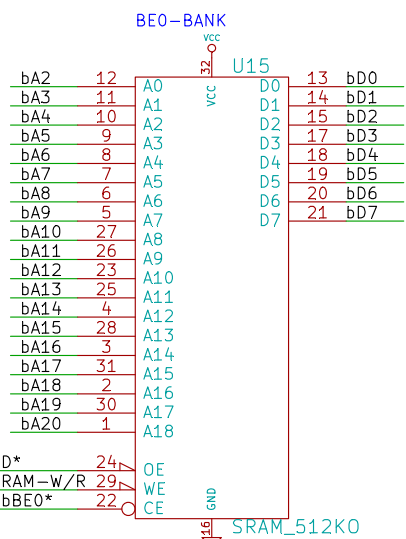 BE0-BANK
VCC
32
U15
bA2 12 A0 VCC D0 13 bD0
bA3 11 A1 D1 14 bD1
bA4 10 A2 D2 15 bD2
bA5 9 A3 D3 17 bD3
bA6 8 A4 D4 18 bD4
bA7 7 A5 D5 19 bD5
bA8 6 A6 D6 20 bD6
bA9 5 A7 D7 21 bD7
bA10 27 A8
bA11 26 A9
bA12 23 A10
bA13 25 A11
bA14 4 A12
bA15 28 A13
bA16 3 A14
bA17 31 A15
bA18 2 A16
bA19 30 A17
bA20 1 A18
D* 24 OE
RAM-W/R 29 WE
bBE0* 22 CE
GND
16
SRAM_512KO